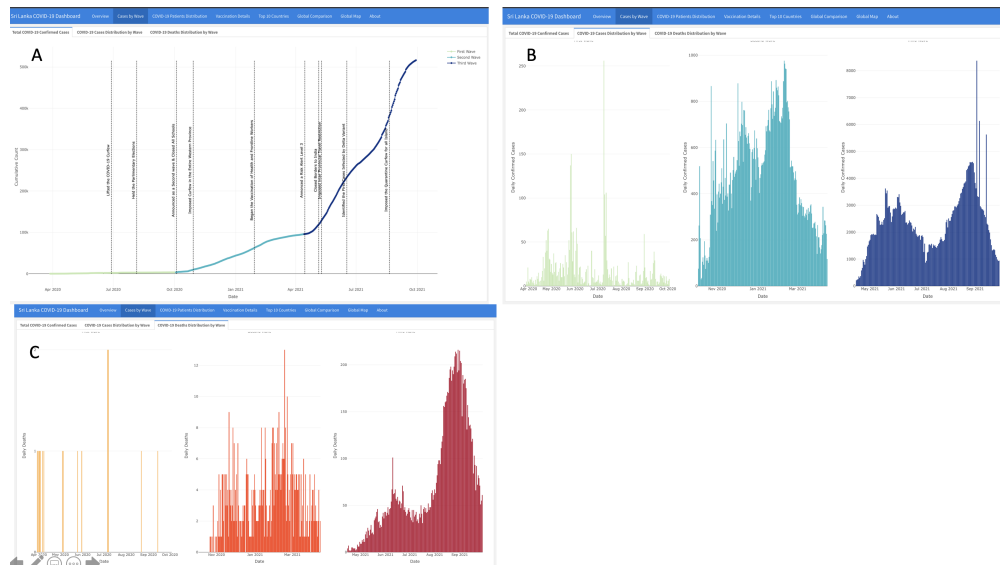 Sri Lanka COVID-19 Dashboard Overview Cases by Wave COVID-19 Patients Distribution Vaccination Details Top 10 Countries Global Comparison Global Map About
Total COVID-19 Confirmed Cases COVID-19 Cases Distribution by Wave COVID-19 Deaths Distribution by Wave
A
First Wave
Second Wave
Third Wave
500k
400k
300k
200k
100k
0
Cumulative Count
Lifted the COVID-19 Curfew
Held the Parliamentary Elections
Announced as a Second wave & Closed All Schools
Imposed Curfew in the Entire Western Province
Began the Vaccination of Health and Frontline Workers
Announced a Risk Alert Level 3
Imposed the Quarantine Curfew for all Island
Apr 2020 Jul 2020 Oct 2020 Jan 2021 Apr 2021 Jul 2021 Oct 2021
Date
Sri Lanka COVID-19 Dashboard Overview Cases by Wave COVID-19 Patients Distribution Vaccination Details Top 10 Countries Global Comparison Global Map About
Total COVID-19 Confirmed Cases COVID-19 Cases Distribution by Wave COVID-19 Deaths Distribution by Wave
B
250
200
150
100
50
0
Daily Confirmed Cases
Apr 2020 May 2020 Jun 2020 Jul 2020 Aug 2020 Sep 2020 Oct 2020
Date
1000
800
600
400
200
0
Daily Confirmed Cases
Nov 2020 Jan 2021 Mar 2021
Date
8000
7000
6000
5000
4000
3000
2000
1000
0
Daily Confirmed Cases
May 2021 Jun 2021 Jul 2021 Aug 2021 Sep 2021
Date
Sri Lanka COVID-19 Dashboard Overview Cases by Wave COVID-19 Patients Distribution Vaccination Details Top 10 Countries Global Comparison Global Map About
Total COVID-19 Confirmed Cases COVID-19 Cases Distribution by Wave COVID-19 Deaths Distribution by Wave
C
1
0
Daily Deaths
Apr 2020 May 2020 Jun 2020 Jul 2020 Aug 2020 Sep 2020 Oct 2020
Date
12
10
8
6
4
2
0
Daily Deaths
Nov 2020 Jan 2021 Mar 2021
Date
200
150
100
50
0
Daily Deaths
May 2021 Jun 2021 Jul 2021 Aug 2021 Sep 2021
Date